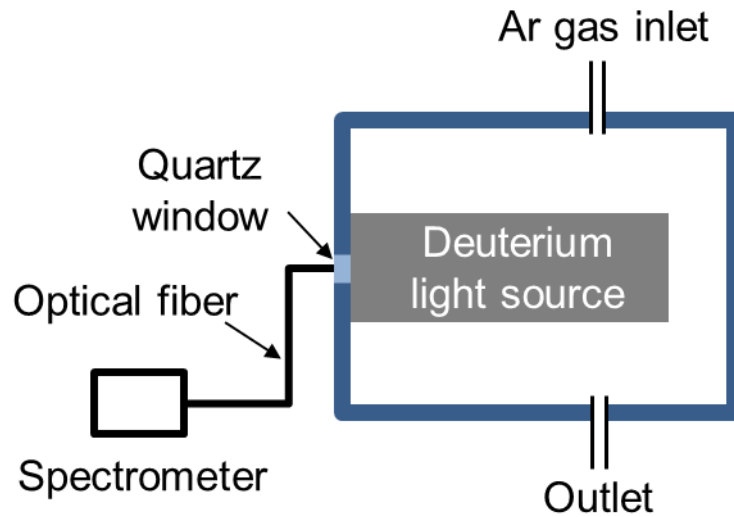 Ar gas inlet
Quartz
window
Deuterium
light source
Optical fiber
Spectrometer
Outlet